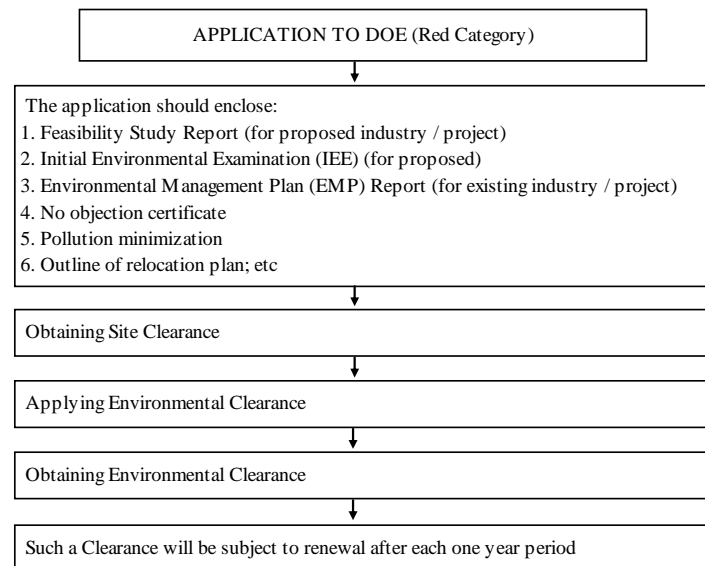 APPLICATION TO DOE (Red Category)
The application should enclose:
1. Feasibility Study Report (for proposed industry / project)
2. Initial Environmental Examination (IEE) (for proposed)
3. Environmental Management Plan (EMP) Report (for existing industry / project)
4. No objection certificate
5. Pollution minimization
6. Outline of relocation plan; etc
Obtaining Site Clearance
Applying Environmental Clearance
Obtaining Environmental Clearance
Such a Clearance will be subject to renewal after each one year period